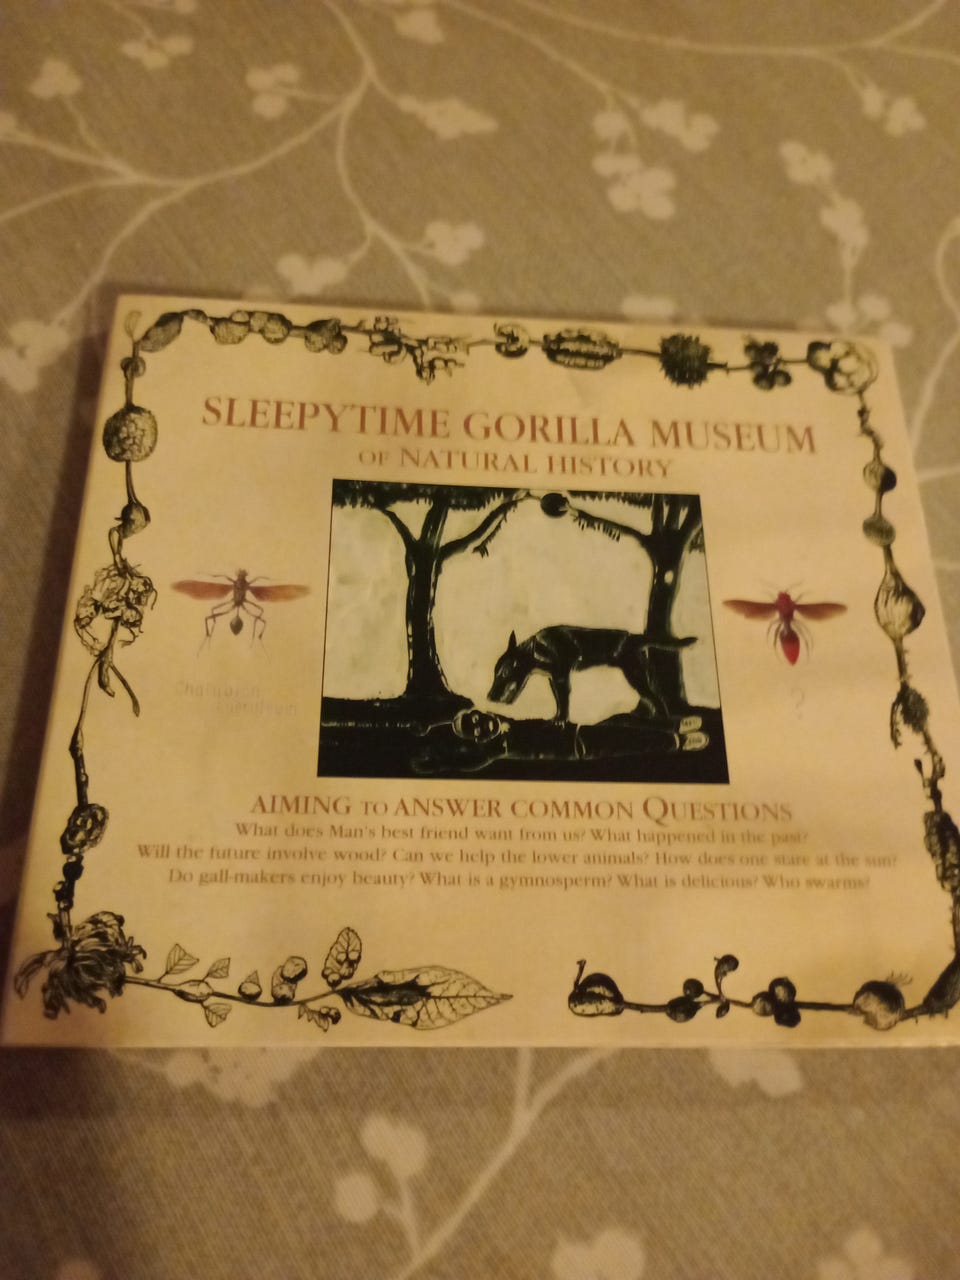 SLEEPYTIME GORILLA MUSEUM
OF NATURAL HISTORY
?
AIMING TO ANSWER COMMON QUESTIONS
What does Man's best friend want from us? What happened in the past?
Will the future involve wood? Can we help the lower animals? How does one stare at the sun?
Do gall-makers enjoy beauty? What is a gymnosperm? What is delicious? Who swarms?